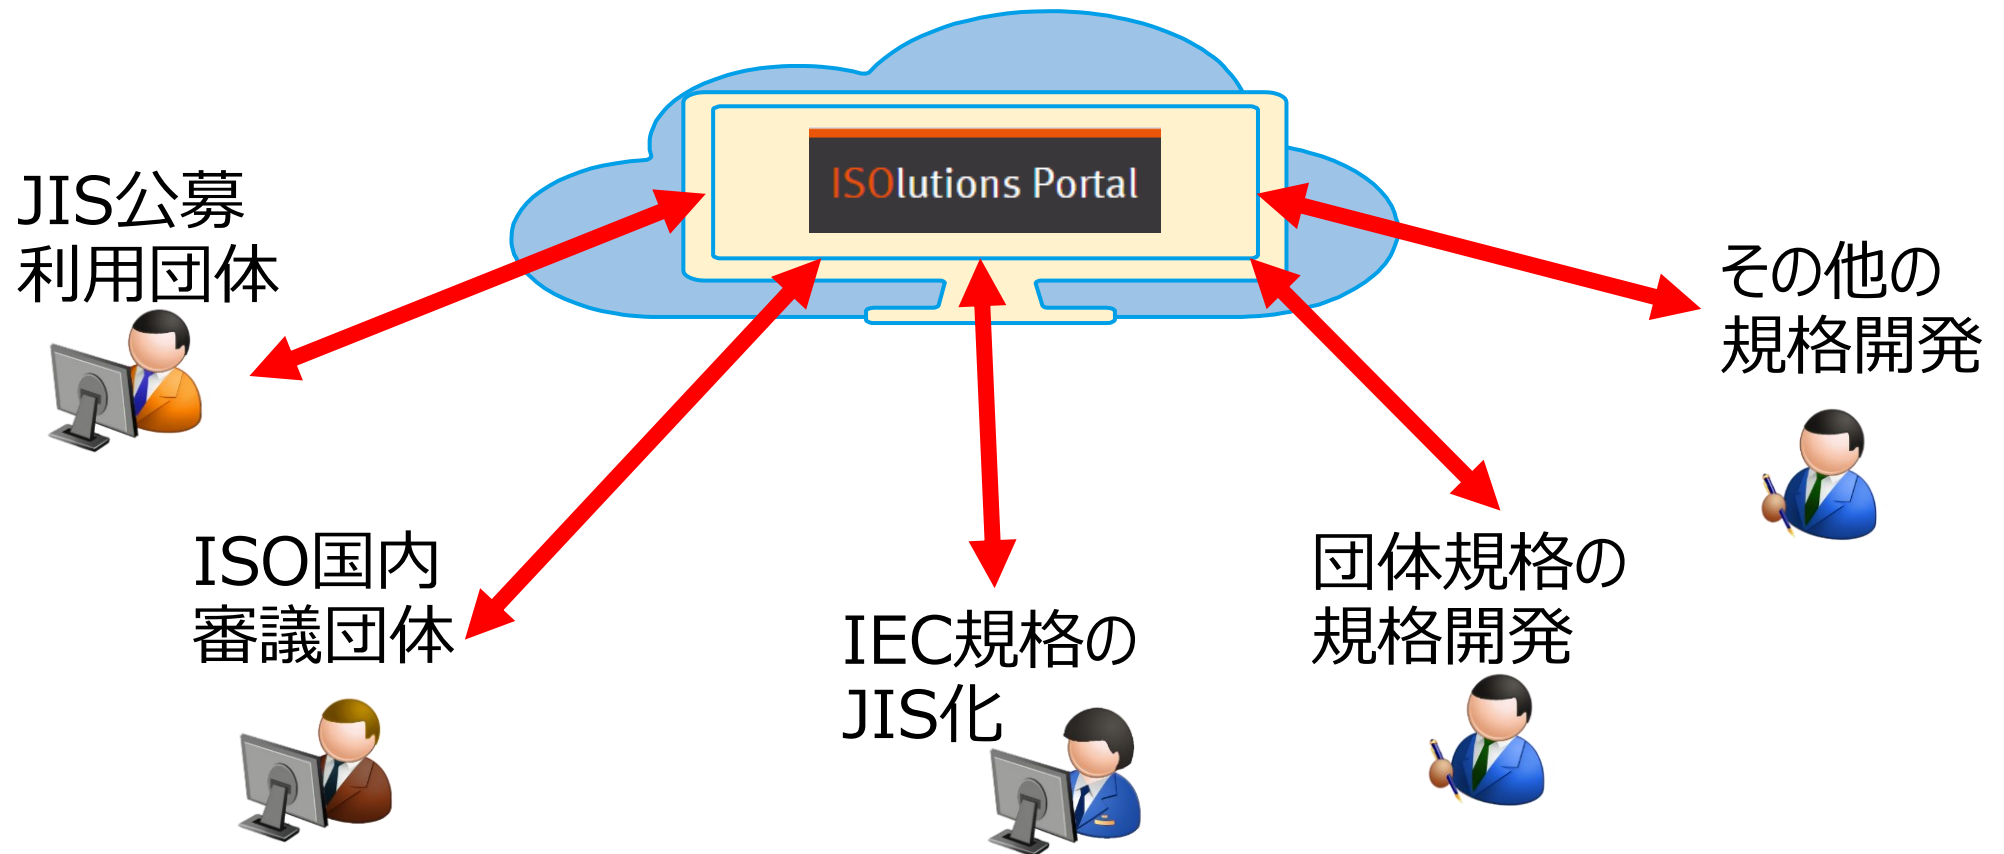 ISOlutions Portal
JIS公募
利用団体
ISO国内
審議団体
IEC規格の
JIS化
団体規格の
規格開発
その他の
規格開発